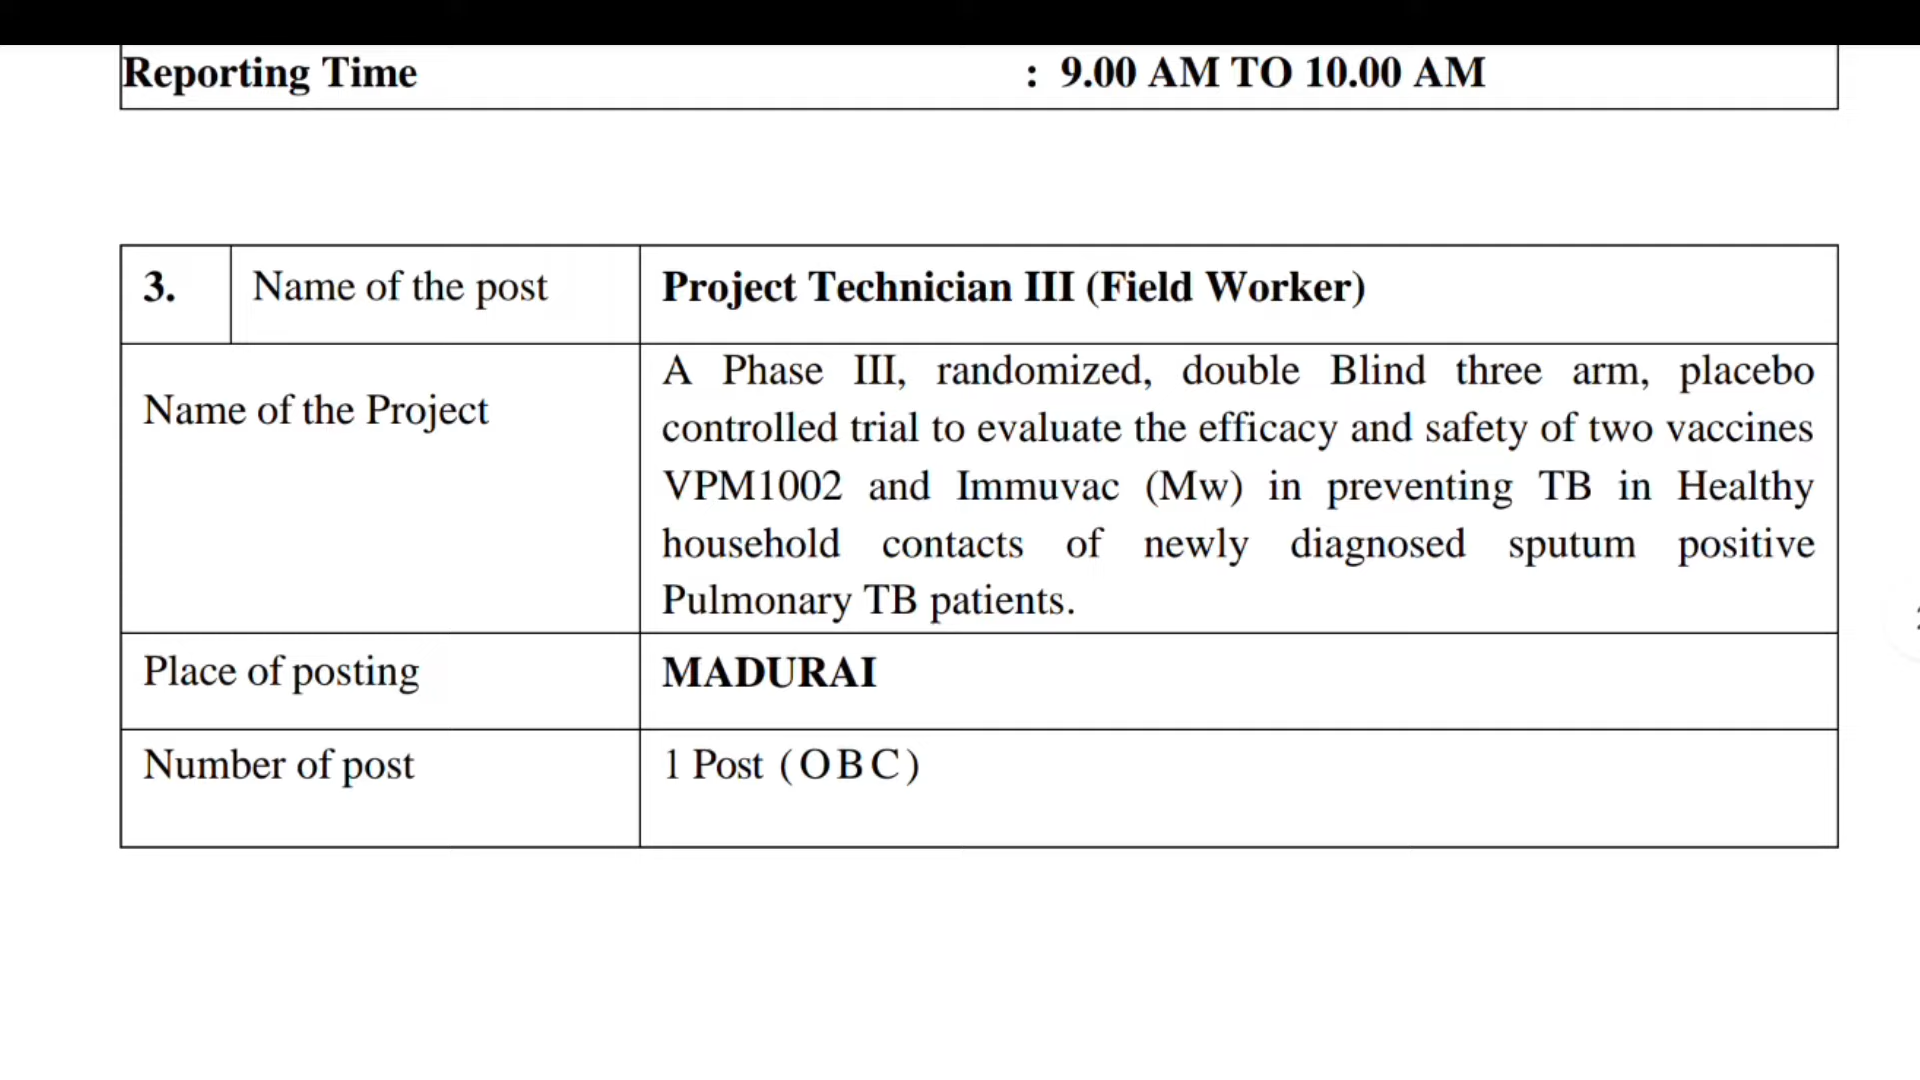 Reporting Time : 9.00 AM TO 10.00 AM
3. Name of the post Project Technician III (Field Worker)
Name of the Project
A Phase III, randomized, double Blind three arm, placebo
controlled trial to evaluate the efficacy and safety of two vaccines
VPM1002 and Immuvac (Mw) in preventing TB in Healthy
household contacts of newly diagnosed sputum positive
Pulmonary TB patients.
Place of posting MADURAI
Number of post 1 Post (OBC)